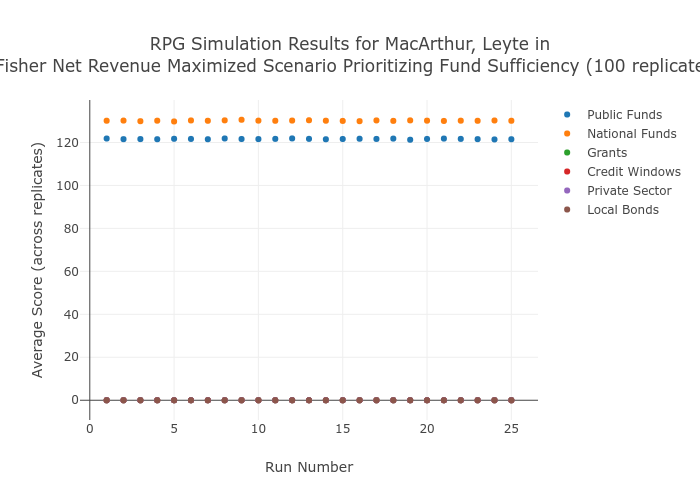 RPG Simulation Results for MacArthur, Leyte in
Fisher Net Revenue Maximized Scenario Prioritizing Fund Sufficiency (100
Average Score (across replicates)
120
100
80
60
40
20
0
0
5
10
15
20
25
Run Number
Public Funds
National Funds
Grants
Credit Windows
Private Sector
Local Bonds